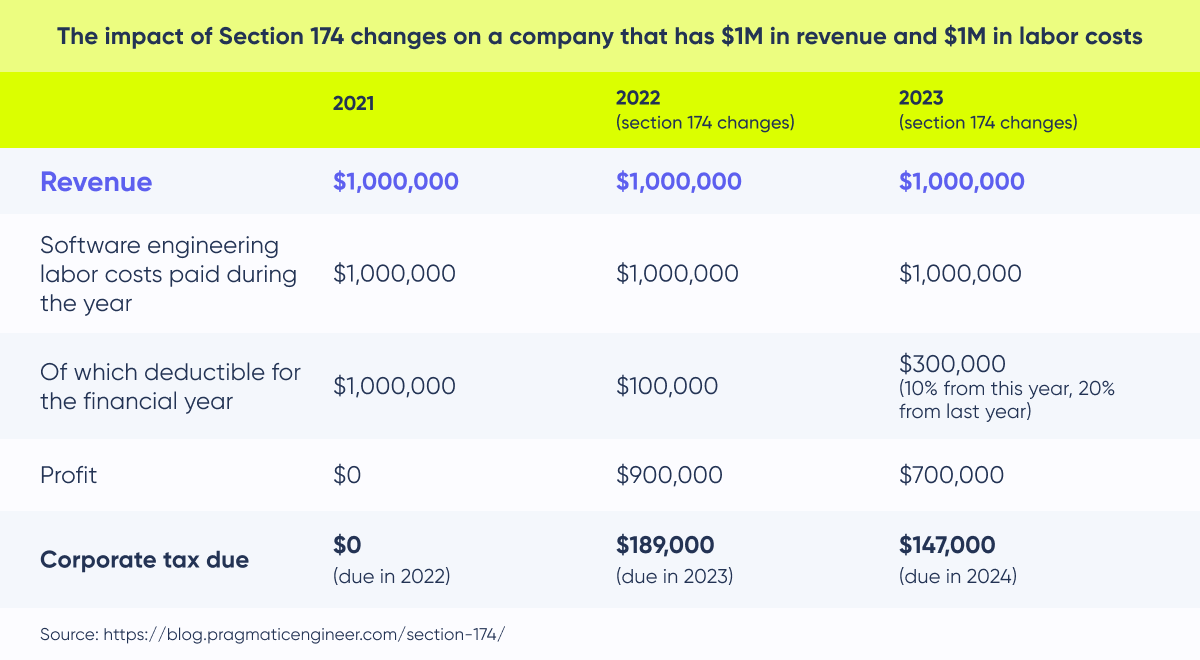 The impact of Section 174 changes on a company that has $1M in revenue and $1M in labor costs
2021
2022
(section 174 changes)
2023
(section 174 changes)
Revenue
$1,000,000
$1,000,000
$1,000,000
Software engineering
labor costs paid during
the year
$1,000,000
$1,000,000
$1,000,000
Of which deductible for
the financial year
$1,000,000
$100,000
$300,000
(10% from this year, 20%
from last year)
Profit
$0
$900,000
$700,000
Corporate tax due
$0
(due in 2022)
$189,000
(due in 2023)
$147,000
(due in 2024)
Source: https://blog.pragmaticengineer.com/section-174/